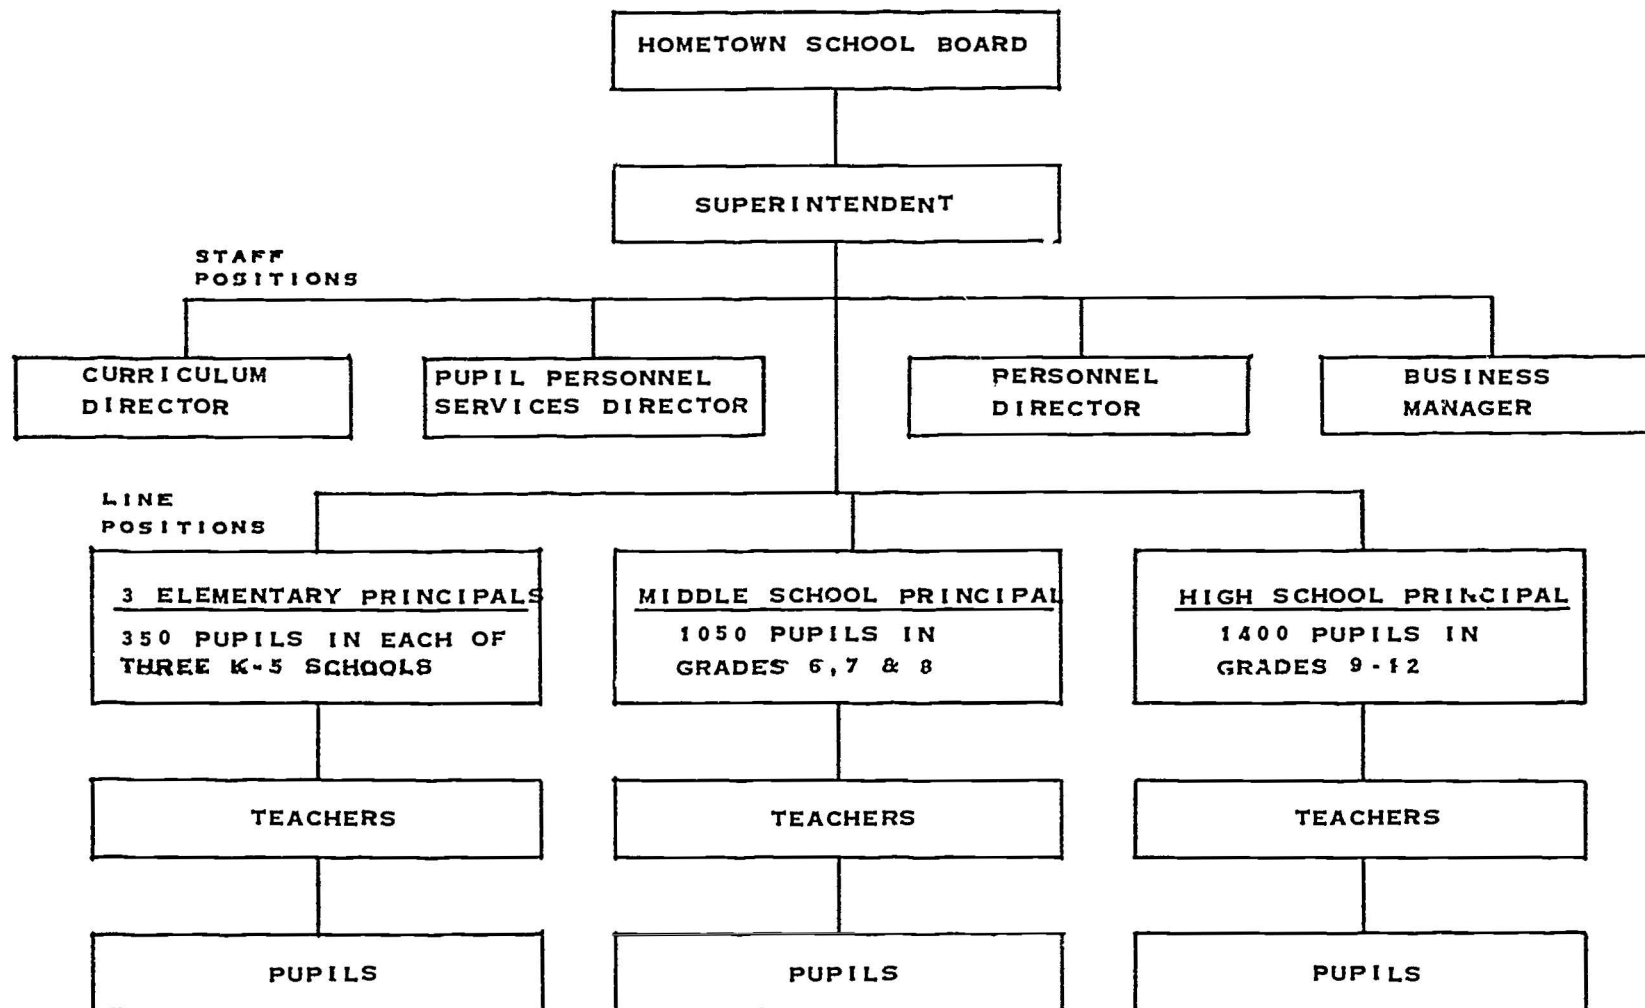 HOMETOWN SCHOOL BOARD
SUPERINTENDENT
STAFF
POSITIONS
CURRICULUM
DIRECTOR
PUPIL PERSONNEL
SERVICES DIRECTOR
PERSONNEL
DIRECTOR
BUSINESS
MANAGER
LINE
POSITIONS
3 ELEMENTARY PRINCIPALS
350 PUPILS IN EACH OF
THREE K-5 SCHOOLS
MIDDLE SCHOOL PRINCIPAL
1050 PUPILS IN
GRADES 6,7 & 8
HIGH SCHOOL PRINCIPAL
1400 PUPILS IN
GRADES 9-12
TEACHERS
TEACHERS
TEACHERS
PUPILS
PUPILS
PUPILS